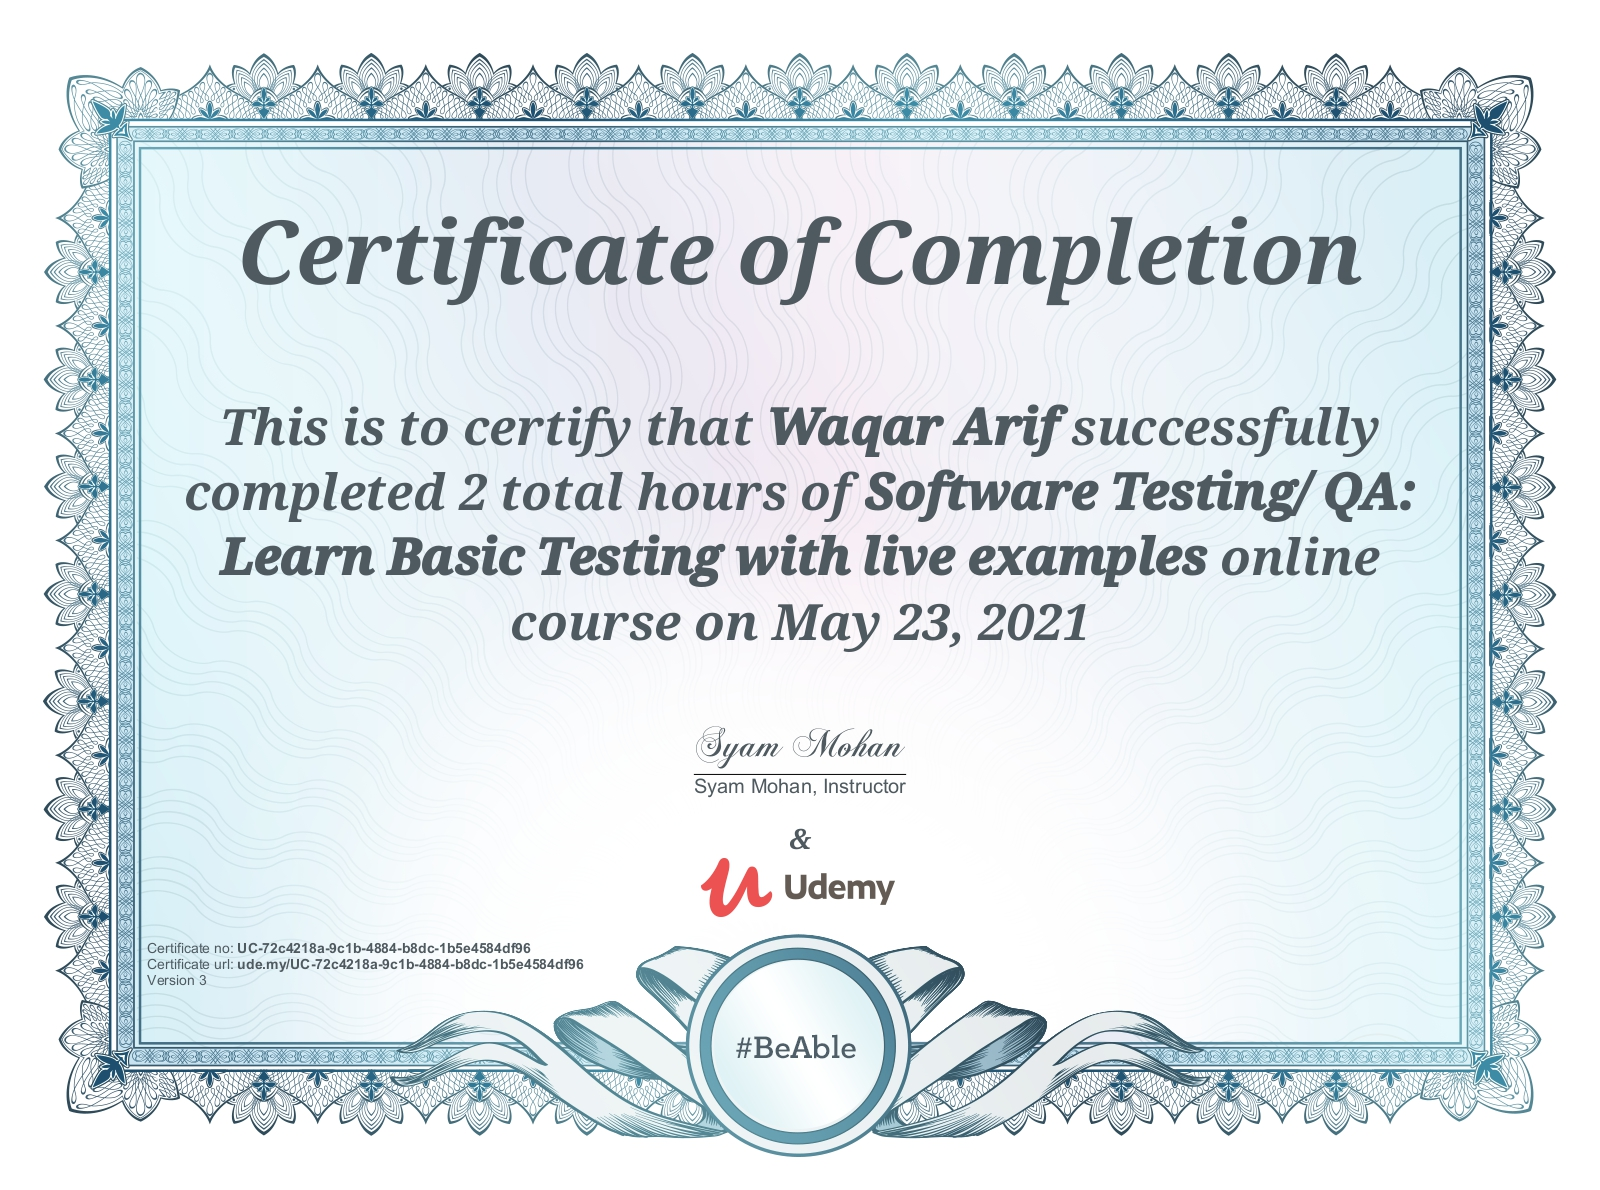 Certificate of Completion
This is to certify that Waqar Arif successfully
completed 2 total hours of Software Testing/ QA:
Learn Basic Testing with live examples online
course on May 23, 2021
Syam Mohan
Syam Mohan, Instructor
&
Udemy
Certificate no: UC-72c4218a-9c1b-4884-b8dc-1b5e4584df96
Certificate url: ude.my/UC-72c4218a-9c1b-4884-b8dc-1b5e4584df96
Version 3
#BeAble